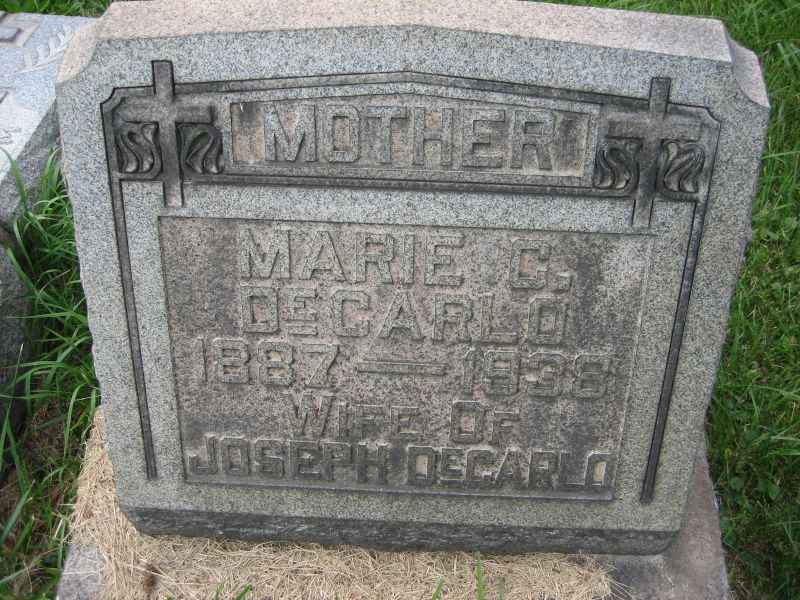 MOTHER
MARIE C.
DECARLO
1887 — 1938
WIFE OF
JOSEPH DECARLO